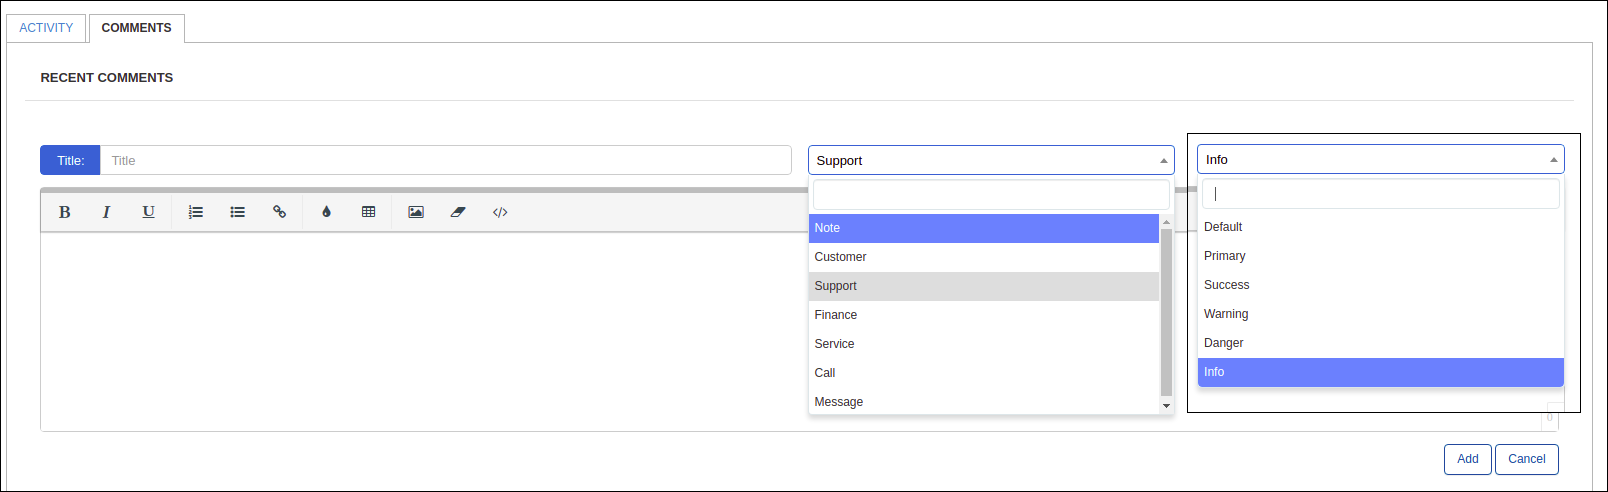 ACTIVITY COMMENTS
RECENT COMMENTS
Title: Title Support Info
B I U
Note
Customer
Support
Finance
Service
Call
Message
Default
Primary
Success
Warning
Danger
Info
0
Add Cancel